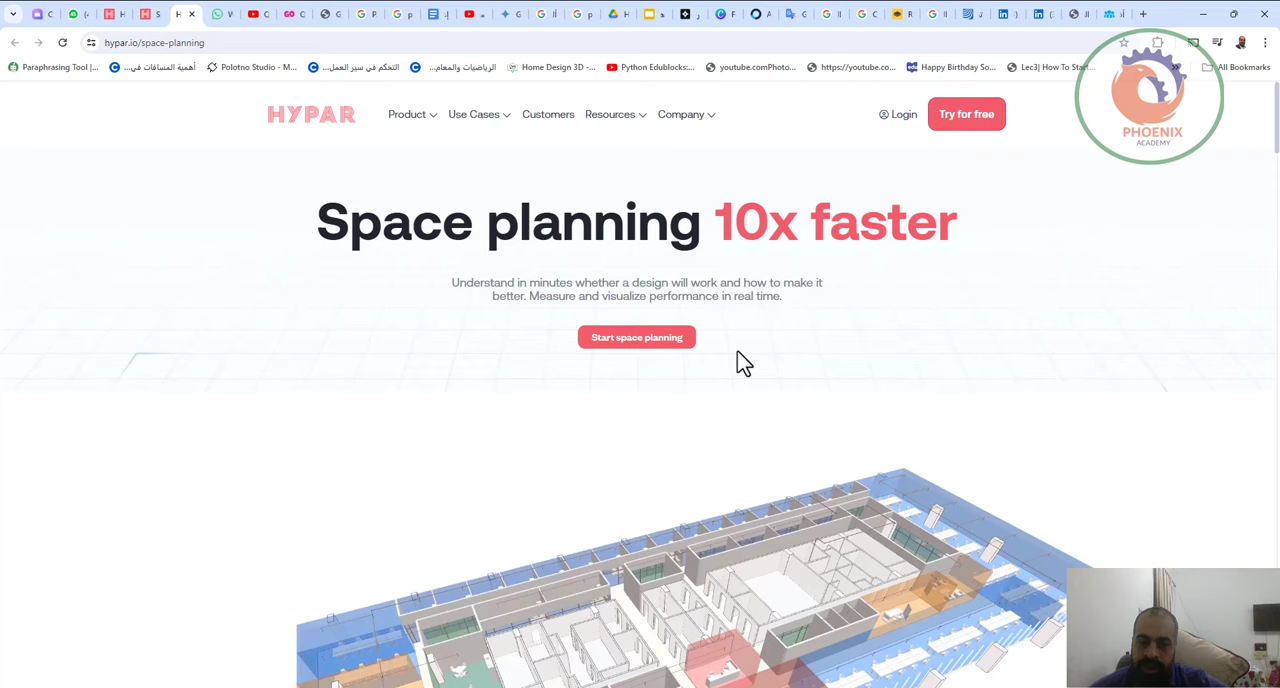 hypar.io/space-planning
Paraphrasing Tool |...
أهمية المسافات في...
Polotno Studio - M...
التحكم في سير العمل...
الرياضيات والمعام...
Home Design 3D -...
Python Edublocks:...
youtube.comPhoto...
https://youtube.co...
Happy Birthday So...
Lec3| How To Start...
All Bookmarks
HYPAR
Product
Use Cases
Customers
Resources
Company
Login
Try for free
PHOENIX
ACADEMY
Space planning 10x faster
Understand in minutes whether a design will work and how to make it
better. Measure and visualize performance in real time.
Start space planning